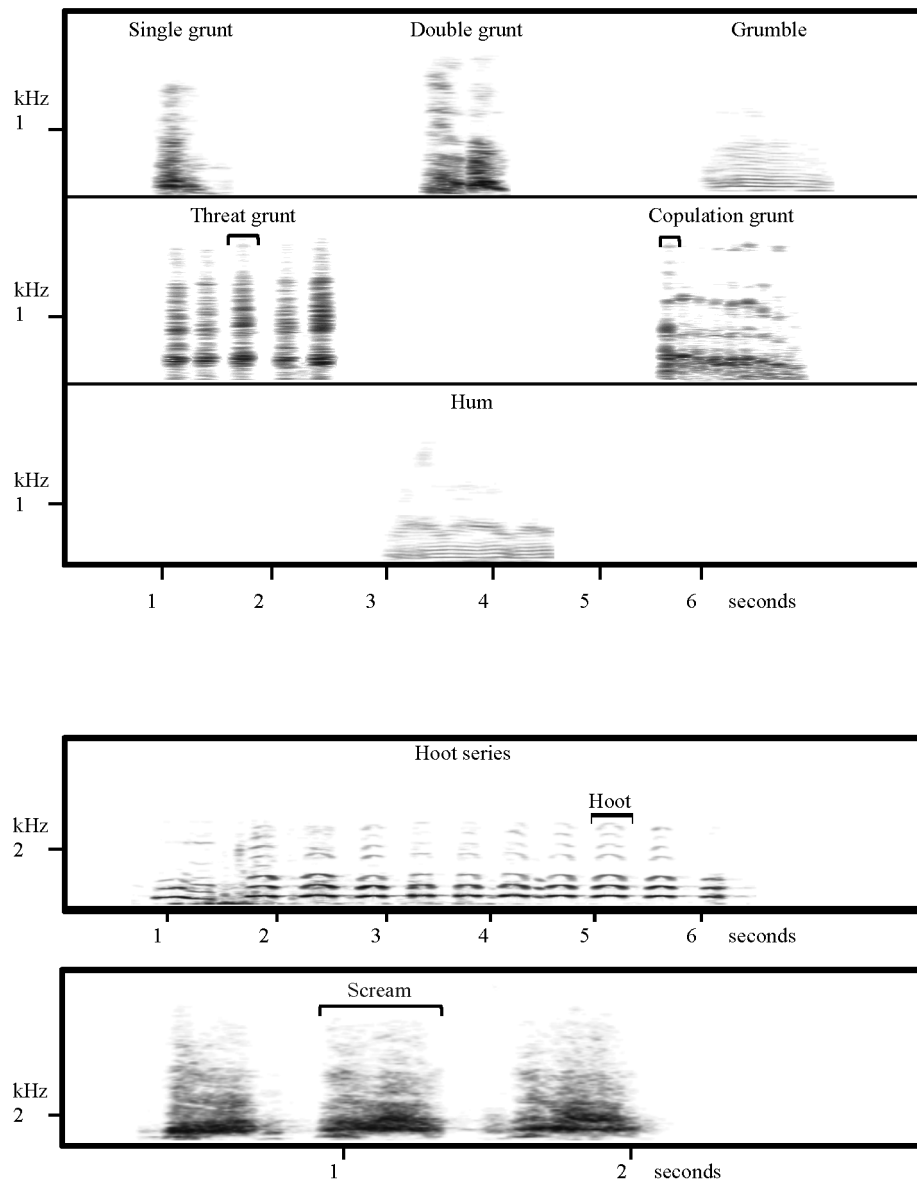 Single grunt Double grunt Grumble
kHz
1
Threat grunt Copulation grunt
kHz
1
Hum
kHz
1
1 2 3 4 5 6 seconds
Hoot series
Hoot
kHz
2
1 2 3 4 5 6 seconds
Scream
kHz
2
1 2 seconds